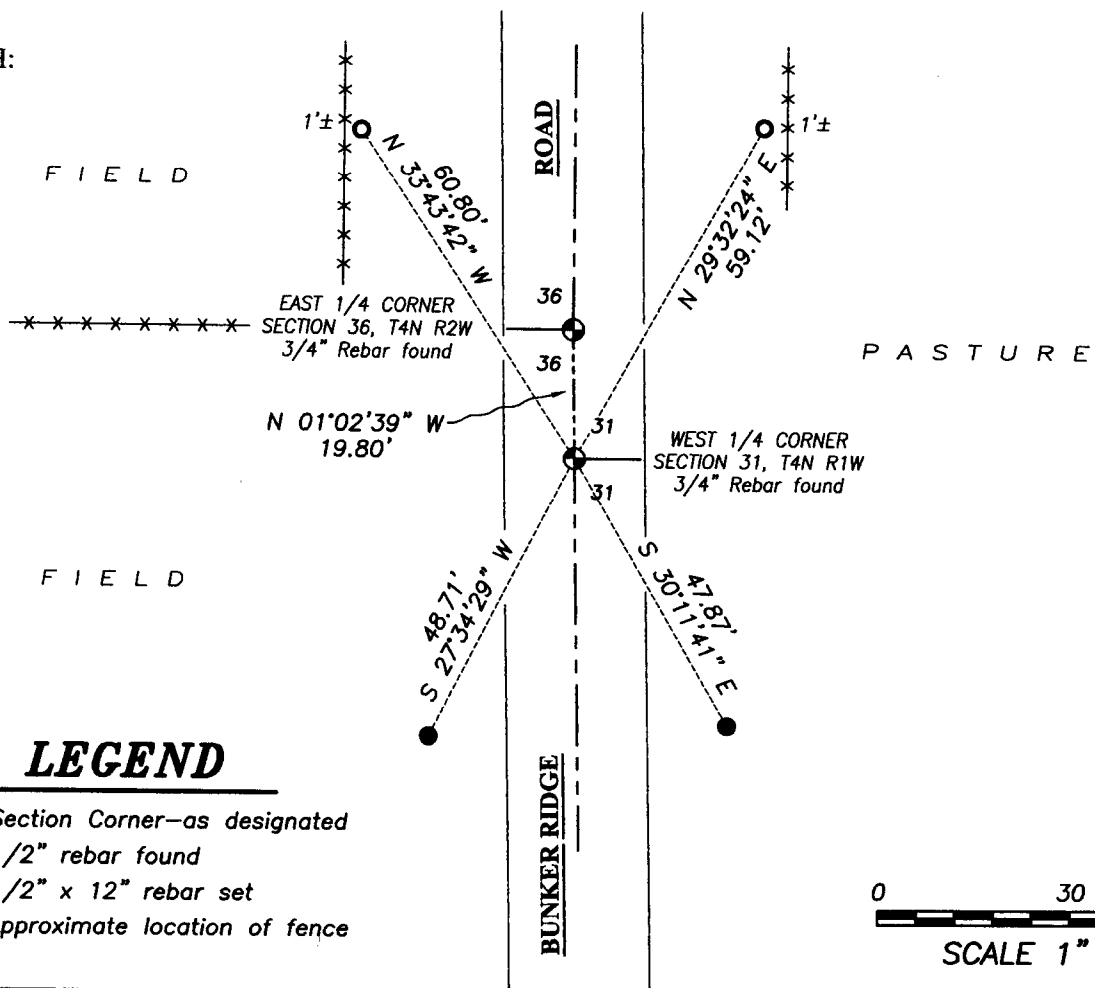 1'±
1'±
F I E L D
60.80'
N 33°43'42" W
ROAD
N 29°32'24" E
59.12'
EAST 1/4 CORNER
SECTION 36, T4N R2W
3/4" Rebar found
36
36
P A S T U R E
N 01°02'39" W
19.80'
31
31
WEST 1/4 CORNER
SECTION 31, T4N R1W
3/4" Rebar found
F I E L D
48.71'
S 27°34'29" W
47.87'
S 30°11'41" E
BUNKER RIDGE
LEGEND
Section Corner-as designated
/2" rebar found
/2" x 12" rebar set
pproximate location of fence
0 30
SCALE 1"